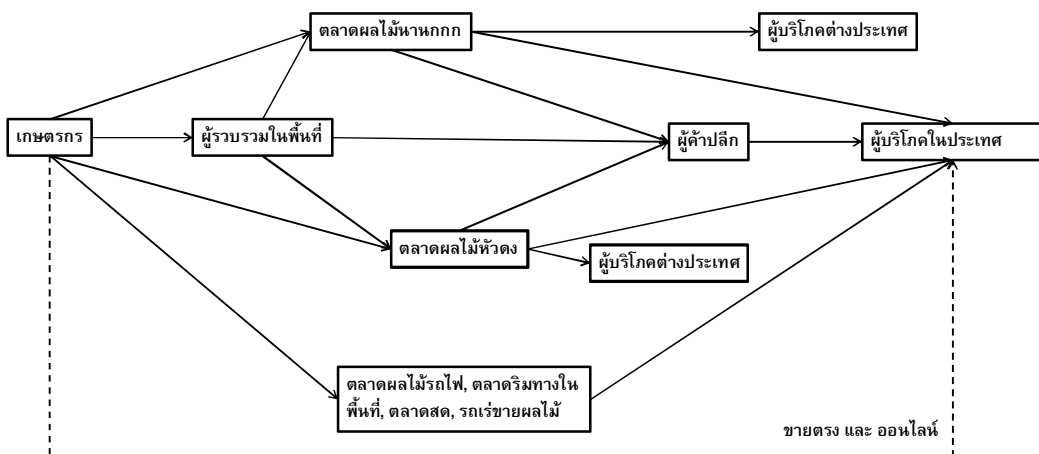 ตลาดผลไม้นานกกก
ผู้บริโภคต่างประเทศ
เกษตรกร
ผู้รวบรวมในพื้นที่
ผู้ค้าปลีก
ผู้บริโภคในประเทศ
ตลาดผลไม้หัวดง
ผู้บริโภคต่างประเทศ
ตลาดผลไม้รถไฟ, ตลาดริมทางใน
พื้นที่, ตลาดสด, รถเร่ขายผลไม้
ขายตรง และ ออนไลน์